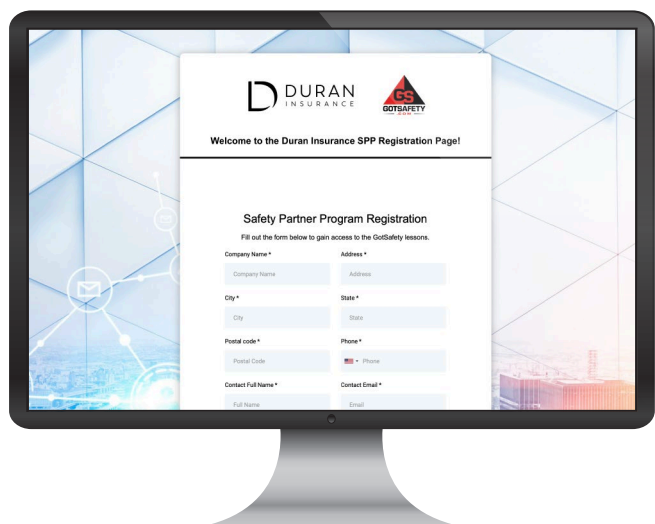 DURAN
INSURANCE
GS
GOTSAFETY
.COM
Welcome to the Duran Insurance SPP Registration Page!
Safety Partner Program Registration
Fill out the form below to gain access to the GotSafety lessons.
Company Name * Address *
Company Name Address
City * State *
City State
Postal code * Phone *
Postal Code Phone
Contact Full Name * Contact Email *
Full Name Email